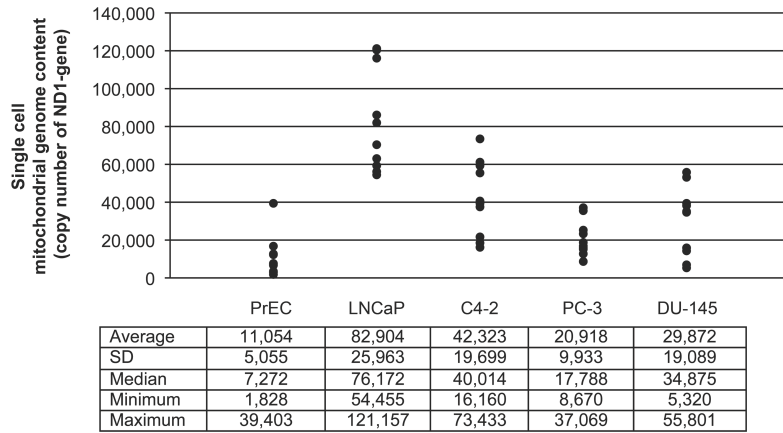 Single cell
mitochondrial genome content
(copy number of ND1-gene)
140,000
120,000
100,000
80,000
60,000
40,000
20,000
0
PrEC LNCaP C4-2 PC-3 DU-145
Average 11,054 82,904 42,323 20,918 29,872
SD 5,055 25,963 19,699 9,933 19,089
Median 7,272 76,172 40,014 17,788 34,875
Minimum 1,828 54,455 16,160 8,670 5,320
Maximum 39,403 121,157 73,433 37,069 55,801